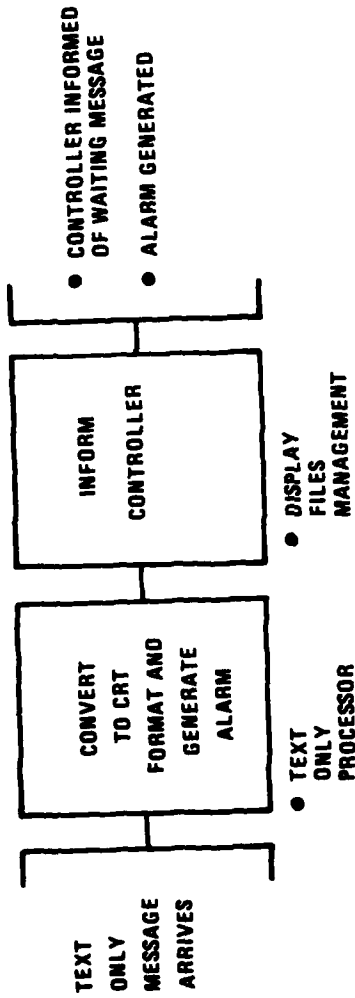 TEXT
ONLY
MESSAGE
ARRIVES
CONVERT
TO CRT
FORMAT AND
GENERATE
ALARM
● TEXT
ONLY
PROCESSOR
INFORM
CONTROLLER
● DISPLAY
FILES
MANAGEMENT
● CONTROLLER INFORMED
OF WAITING MESSAGE
● ALARM GENERATED